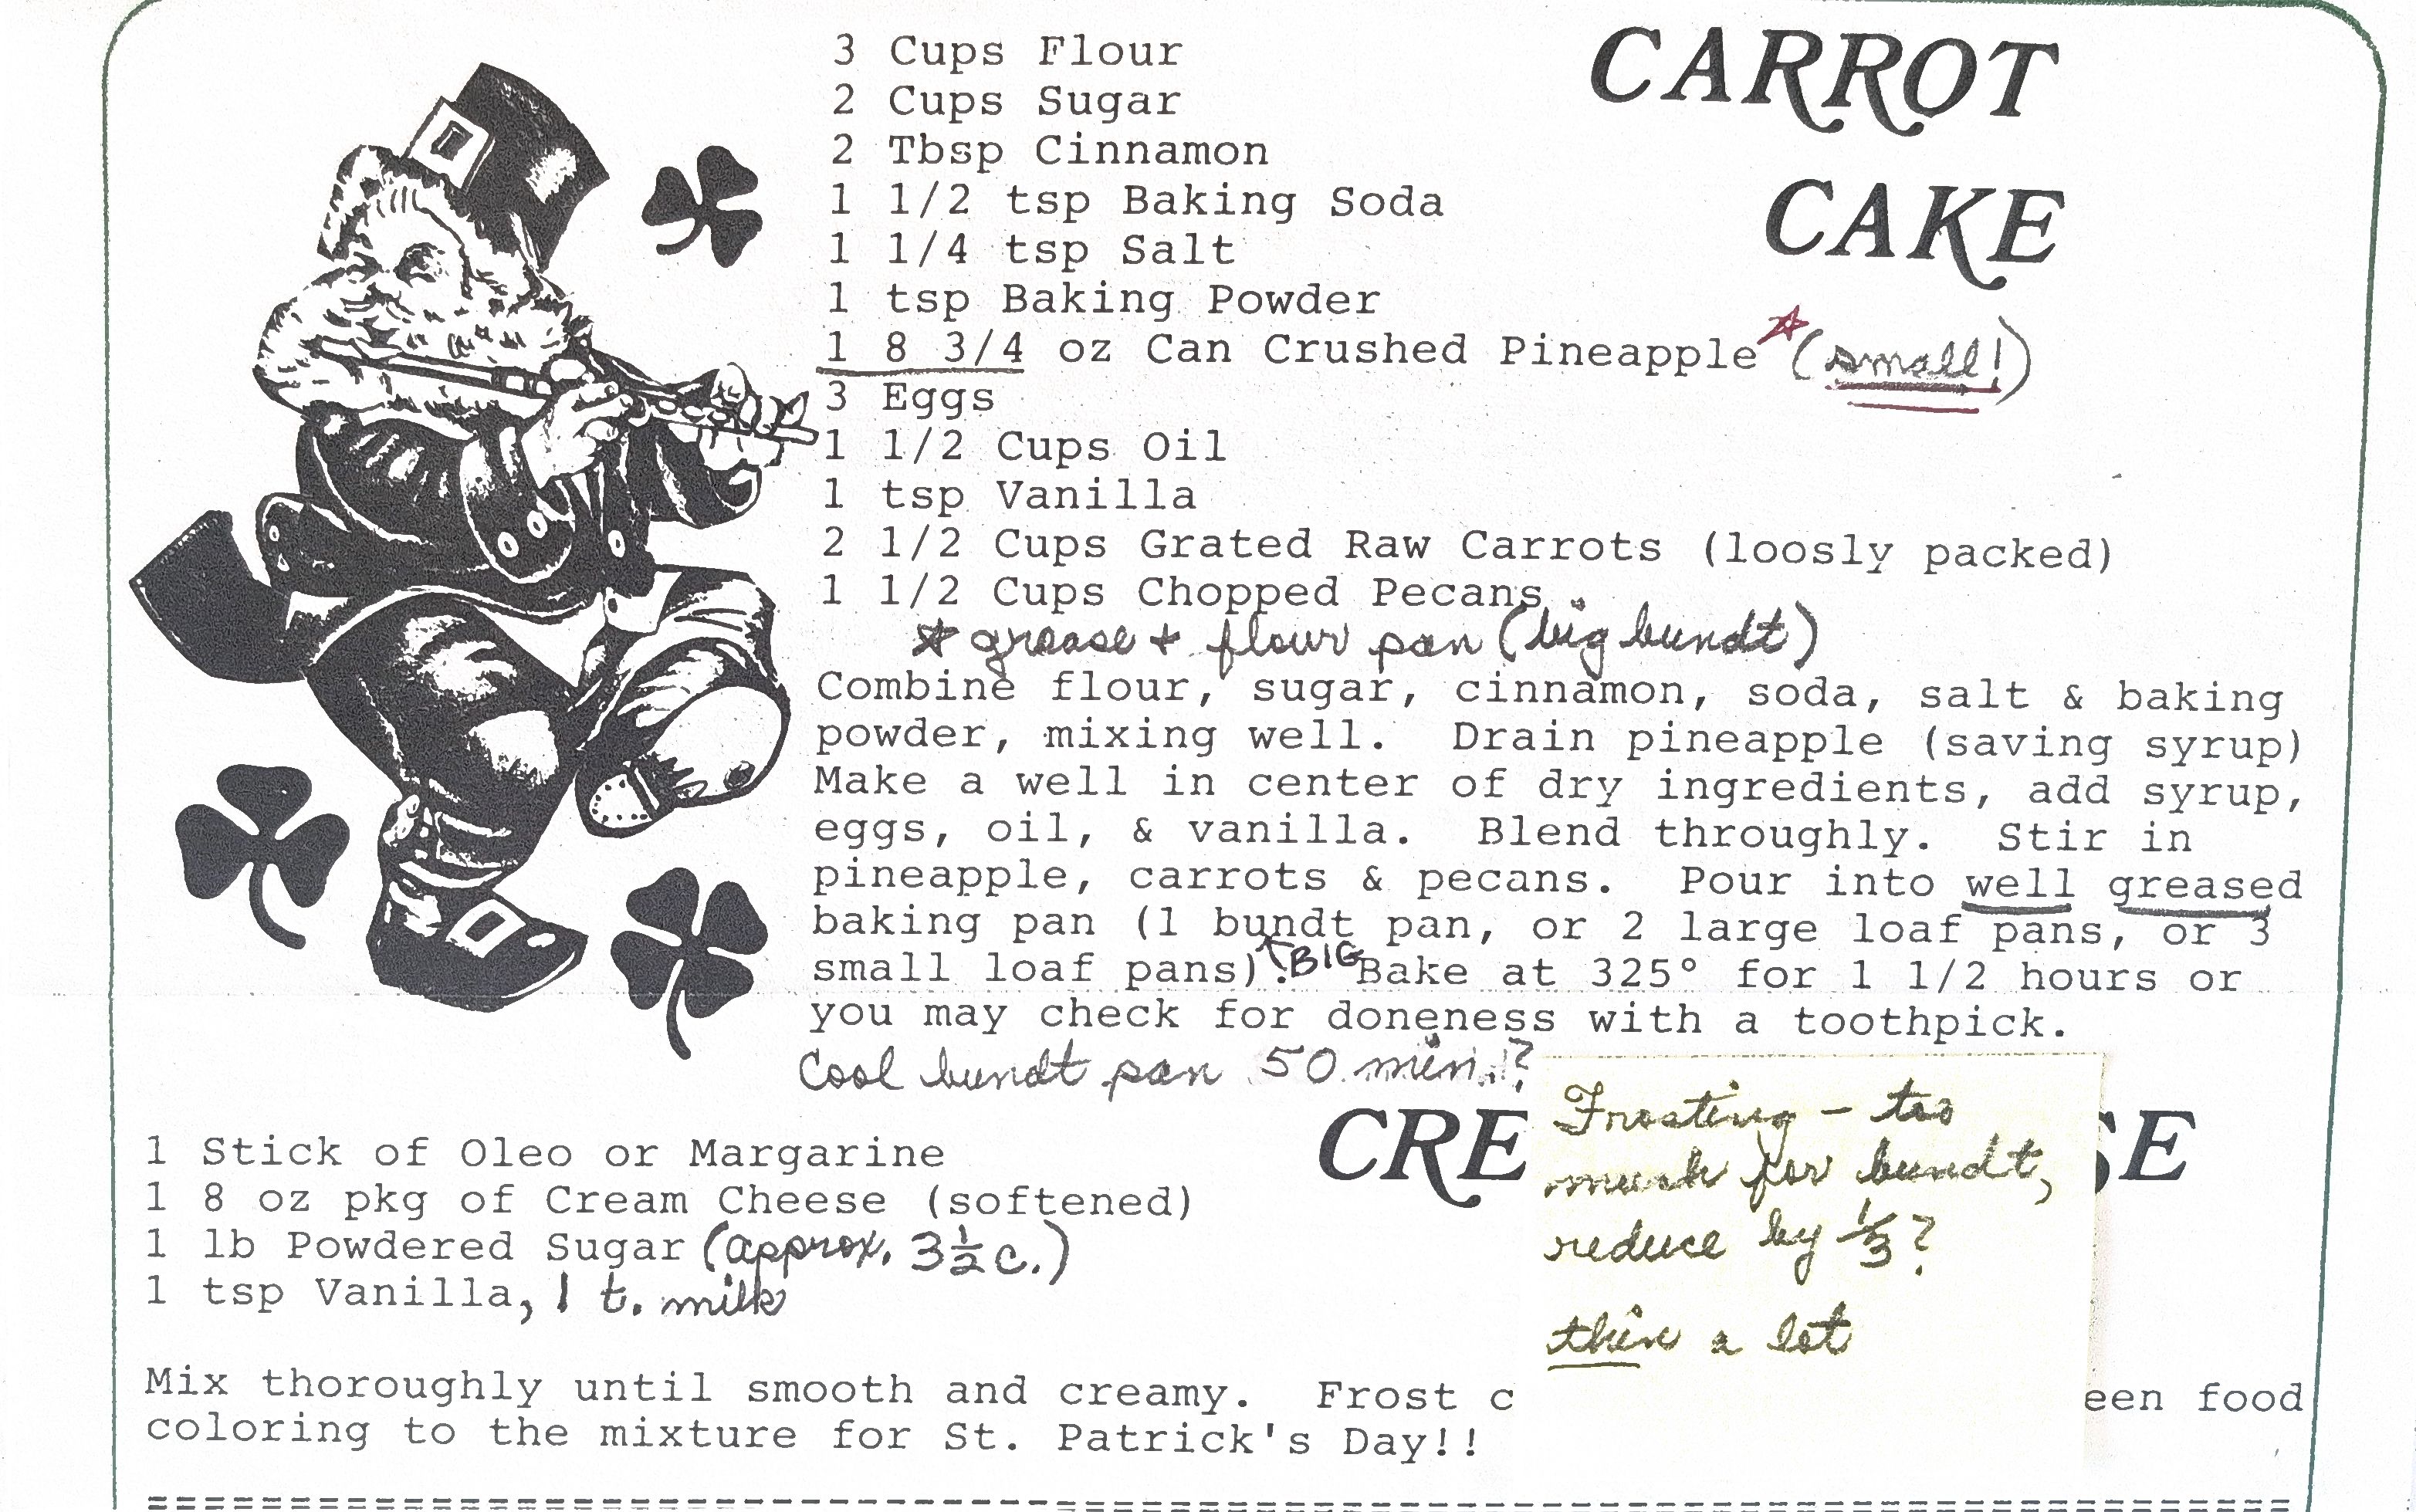 CARROT
CAKE
3 Cups Flour
2 Cups Sugar
2 Tbsp Cinnamon
1 1/2 tsp Baking Soda
1 1/4 tsp Salt
1 tsp Baking Powder
1 8 3/4 oz Can Crushed Pineapple ☆ (small!)
3 Eggs
1 1/2 Cups Oil
1 tsp Vanilla
2 1/2 Cups Grated Raw Carrots (loosly packed)
1 1/2 Cups Chopped Pecans
☆ grease + flour pan (big bundt)
Combine flour, sugar, cinnamon, soda, salt & baking
powder, mixing well. Drain pineapple (saving syrup)
Make a well in center of dry ingredients, add syrup,
eggs, oil, & vanilla. Blend throughly. Stir in
pineapple, carrots & pecans. Pour into well greased
baking pan (1 bundt pan, or 2 large loaf pans, or 3
small loaf pans). ↑BIG Bake at 325° for 1 1/2 hours or
you may check for doneness with a toothpick.
Cool bundt pan 50 min.?
CRE SE
Frosting - too
much for bundt,
reduce by 1/3?
thin a lot
1 Stick of Oleo or Margarine
1 8 oz pkg of Cream Cheese (softened)
1 lb Powdered Sugar (approx. 3 1/2 c.)
1 tsp Vanilla, 1 t. milk
Mix thoroughly until smooth and creamy. Frost c een food
coloring to the mixture for St. Patrick's Day!!